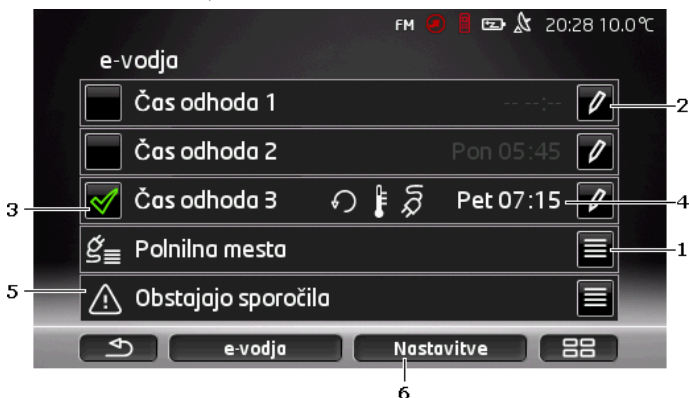 FM 20:28 10.0°C
e-vodja
Čas odhoda 1 -- --:-- 2
Čas odhoda 2 Pon 05:45
3 Čas odhoda 3 Pet 07:15 4
Polnilna mesta 1
5 Obstajajo sporočila
e-vodja Nastavitve
6